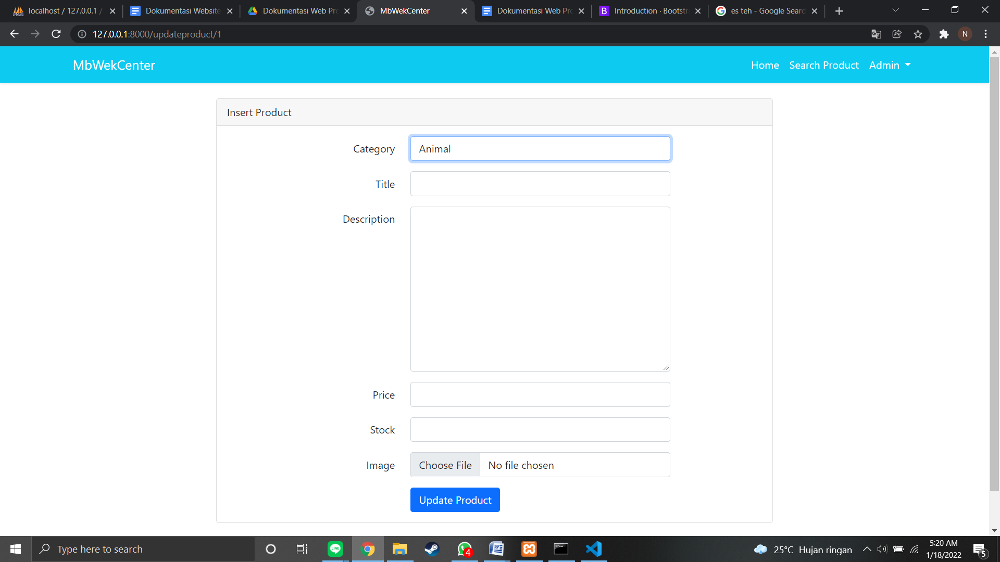 localhost / 127.0.0.1 /
Dokumentasi Website
Dokumentasi Web Pro
MbWekCenter
Dokumentasi Web Pro
Introduction · Bootstr
es teh - Google Searc
127.0.0.1:8000/updateproduct/1
N
MbWekCenter
Home
Search Product
Admin
Insert Product
Category
Animal
Title
Description
Price
Stock
Image
Choose File
No file chosen
Update Product
Type here to search
LINE
4
25°C Hujan ringan
5:20 AM
1/18/2022
5